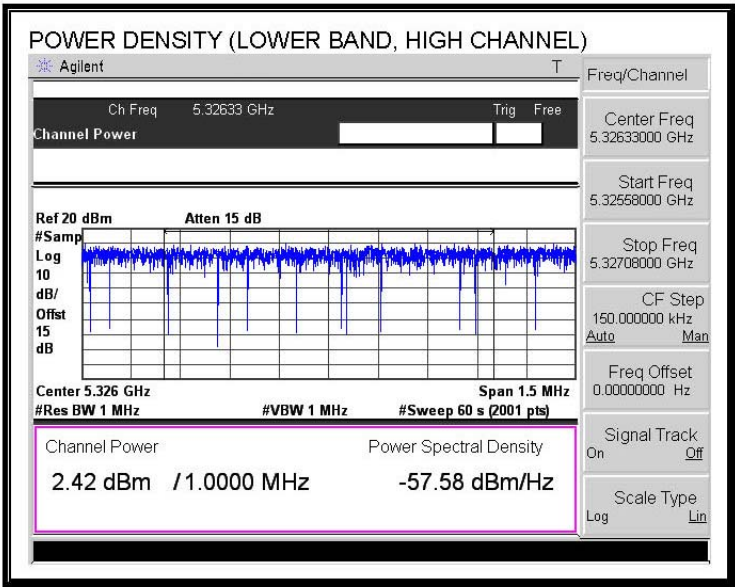 POWER DENSITY (LOWER BAND, HIGH CHANNEL)
Agilent T
Ch Freq 5.32633 GHz Trig Free
Channel Power
Ref 20 dBm Atten 15 dB
#Samp
Log
10
dB/
Offst
15
dB
Center 5.326 GHz Span 1.5 MHz
#Res BW 1 MHz #VBW 1 MHz #Sweep 60 s (2001 pts)
Channel Power Power Spectral Density
2.42 dBm /1.0000 MHz -57.58 dBm/Hz
Freq/Channel
Center Freq
5.32633000 GHz
Start Freq
5.32558000 GHz
Stop Freq
5.32708000 GHz
CF Step
150.000000 kHz
Auto Man
Freq Offset
0.00000000 Hz
Signal Track
On Off
Scale Type
Log Lin